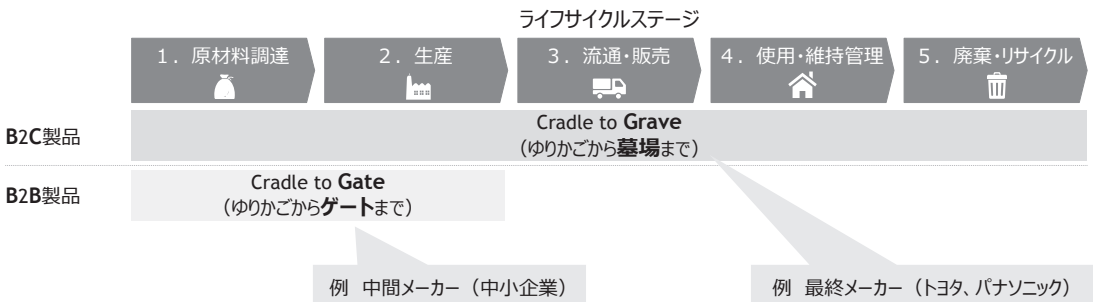 ライフサイクルステージ
1. 原材料調達
2. 生産
3. 流通・販売
4. 使用・維持管理
5. 廃棄・リサイクル
B2C製品
Cradle to Grave
(ゆりかごから墓場まで)
B2B製品
Cradle to Gate
(ゆりかごからゲートまで)
例 中間メーカー (中小企業)
例 最終メーカー (トヨタ、パナソニック)